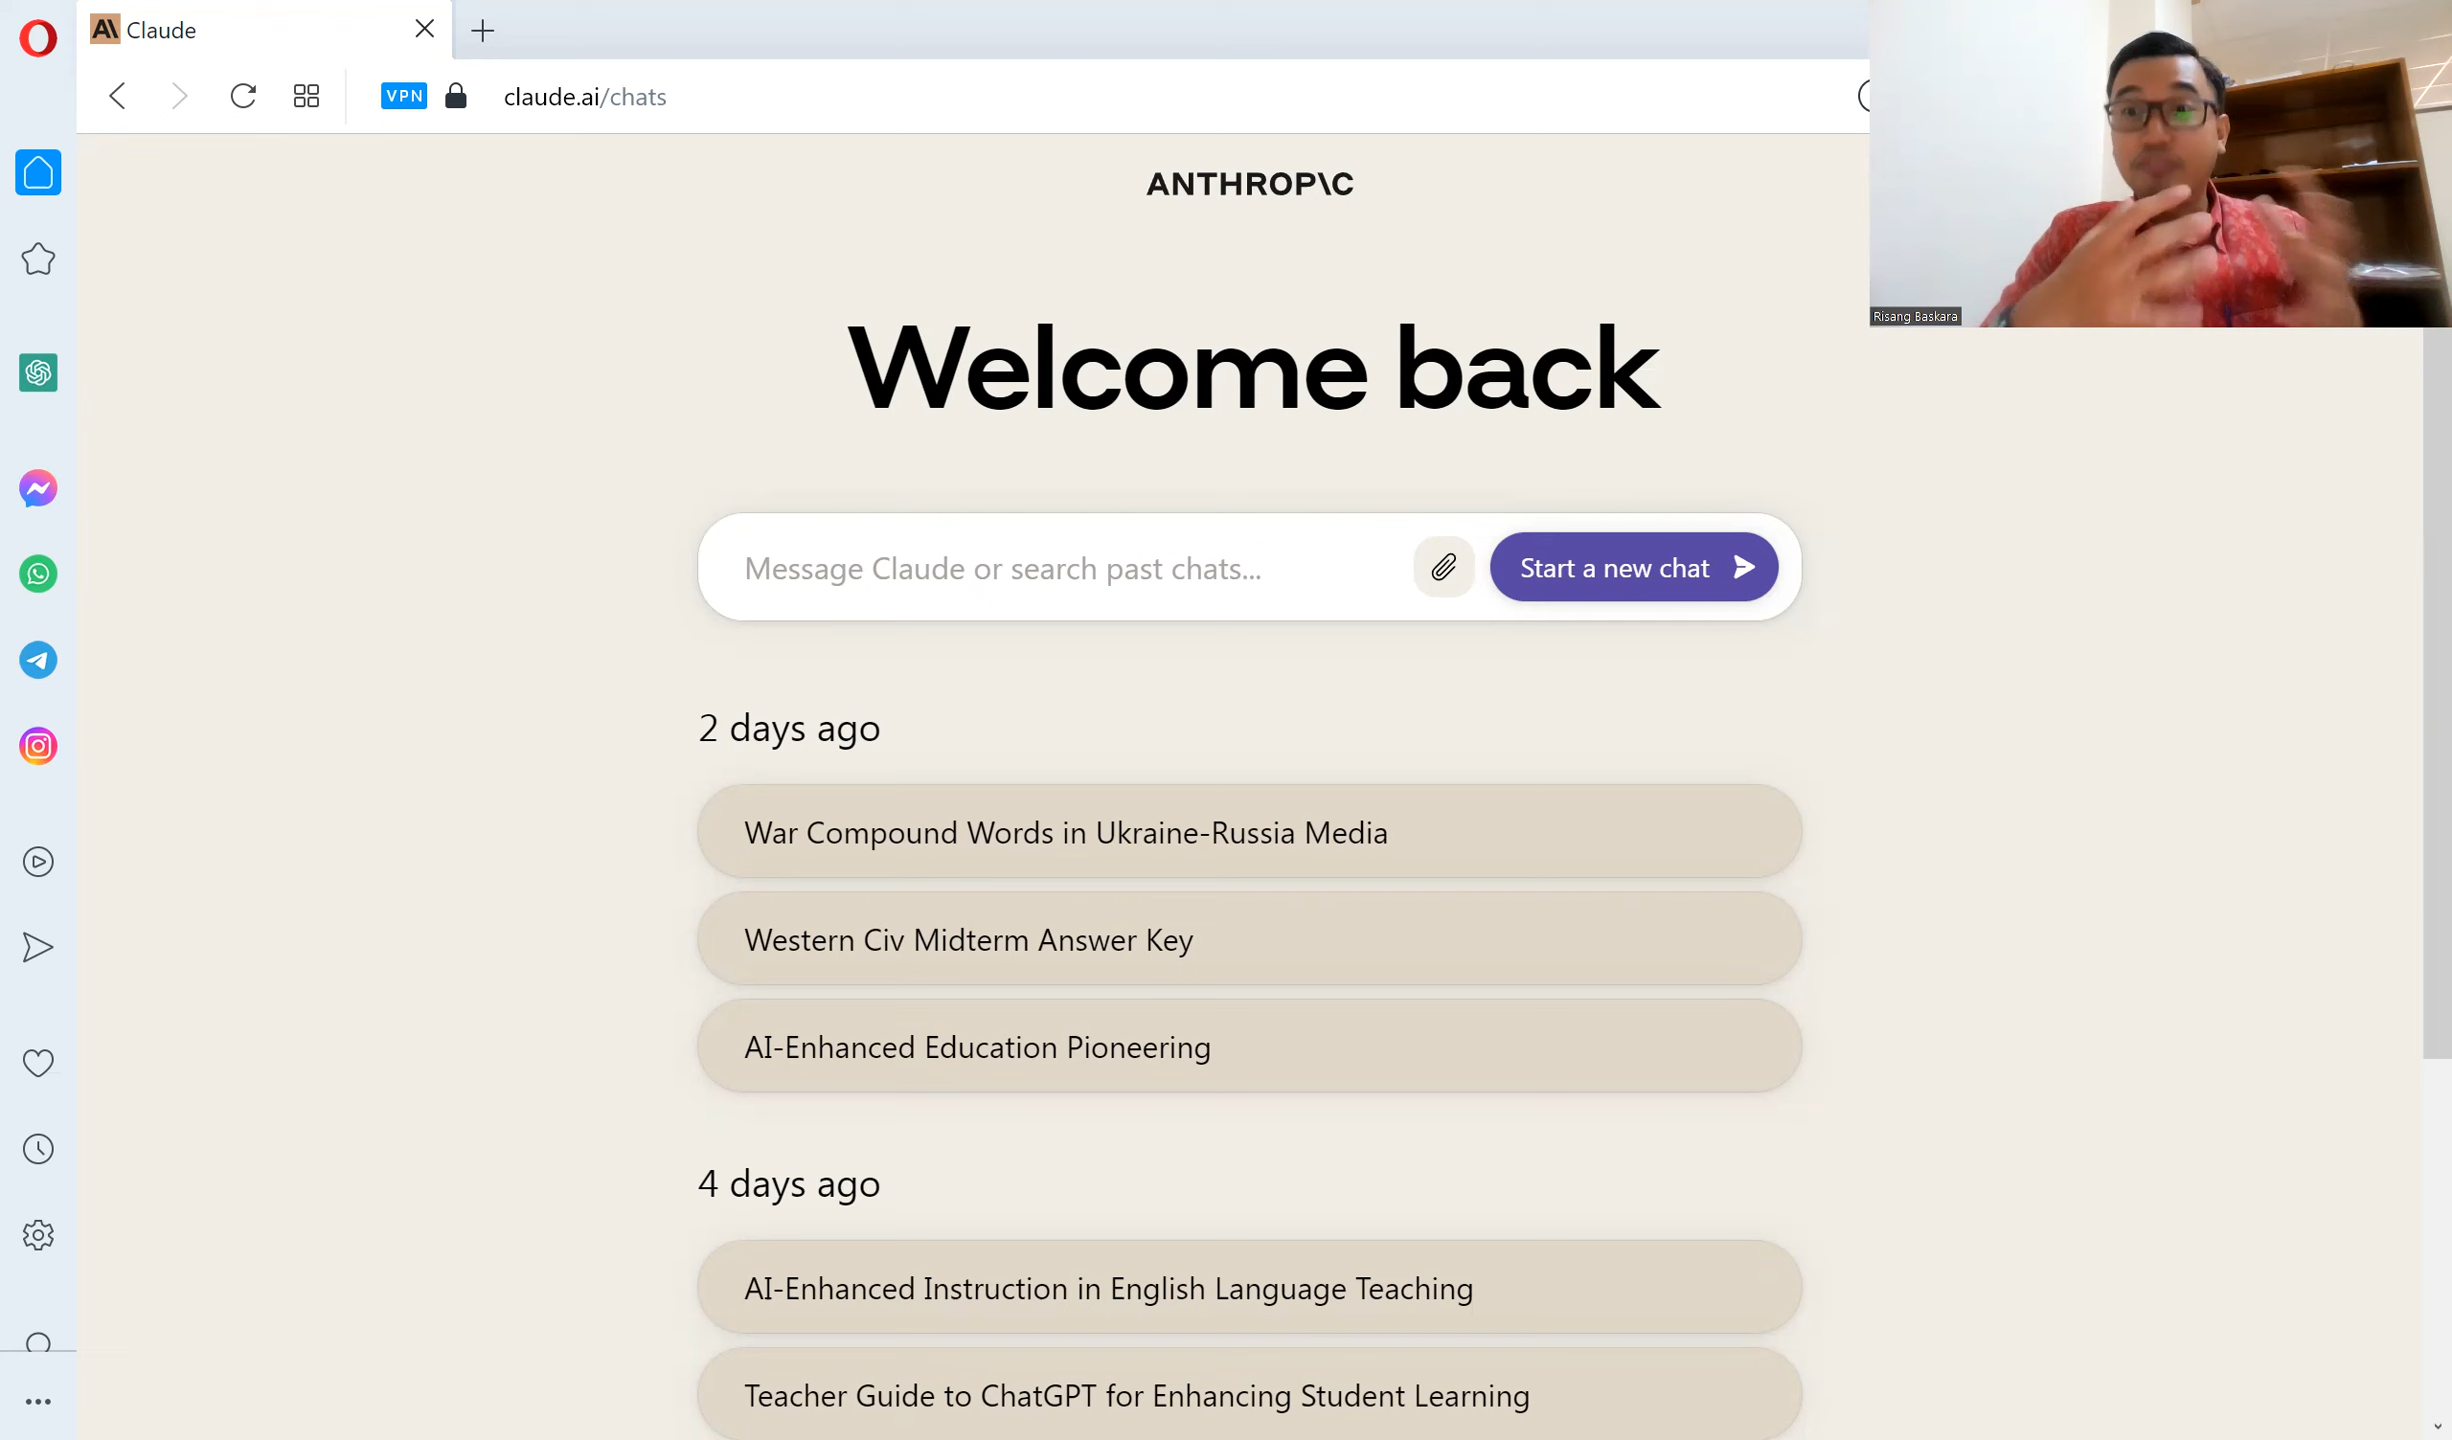 Claude
VPN
claude.ai/chats
ANTHROP\C
Welcome back
Message Claude or search past chats...
Start a new chat
2 days ago
War Compound Words in Ukraine-Russia Media
Western Civ Midterm Answer Key
AI-Enhanced Education Pioneering
4 days ago
AI-Enhanced Instruction in English Language Teaching
Teacher Guide to ChatGPT for Enhancing Student Learning
Risang Baskara